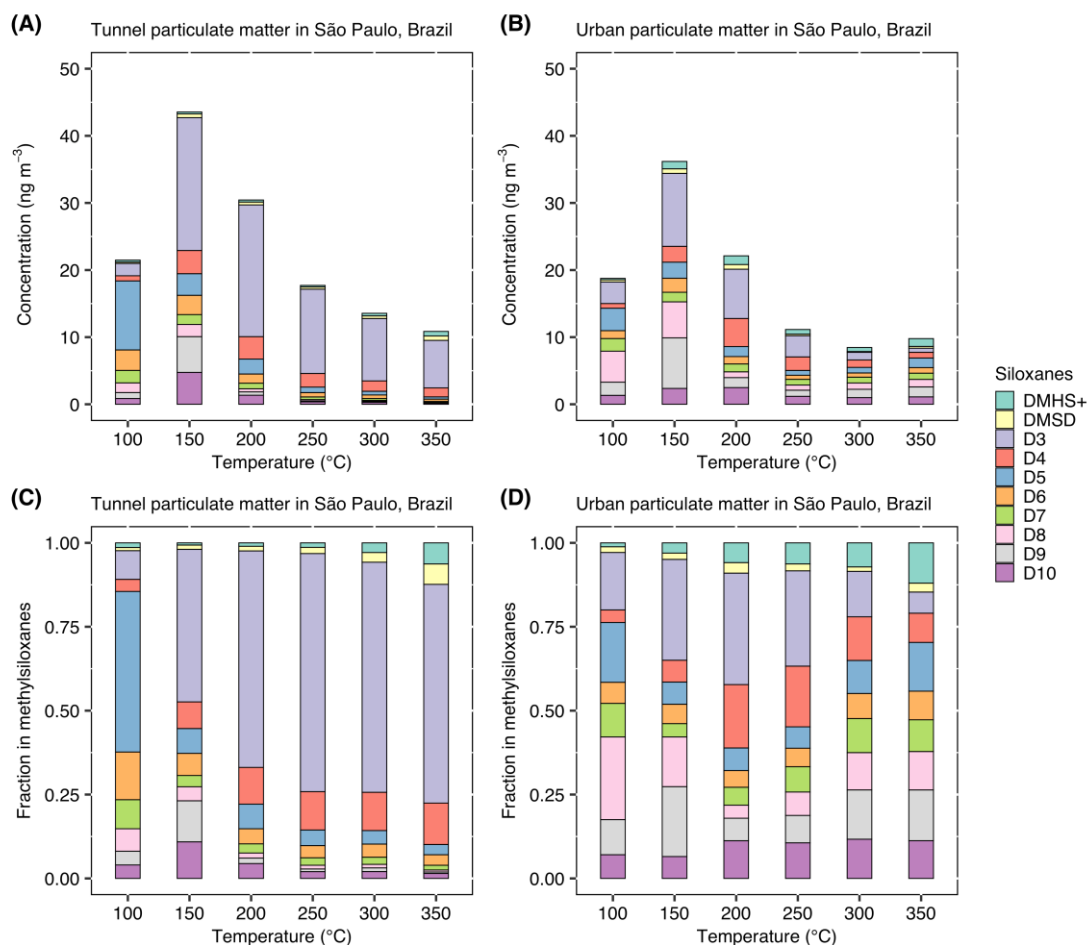 (A) Tunnel particulate matter in São Paulo, Brazil
Concentration (ng m⁻³)
50
40
30
20
10
0
100 150 200 250 300 350
Temperature (°C)
(B) Urban particulate matter in São Paulo, Brazil
Concentration (ng m⁻³)
50
40
30
20
10
0
100 150 200 250 300 350
Temperature (°C)
(C) Tunnel particulate matter in São Paulo, Brazil
Fraction in methylsiloxanes
1.00
0.75
0.50
0.25
0.00
100 150 200 250 300 350
Temperature (°C)
(D) Urban particulate matter in São Paulo, Brazil
Fraction in methylsiloxanes
1.00
0.75
0.50
0.25
0.00
100 150 200 250 300 350
Temperature (°C)
Siloxanes
DMHS+
DMSD
D3
D4
D5
D6
D7
D8
D9
D10